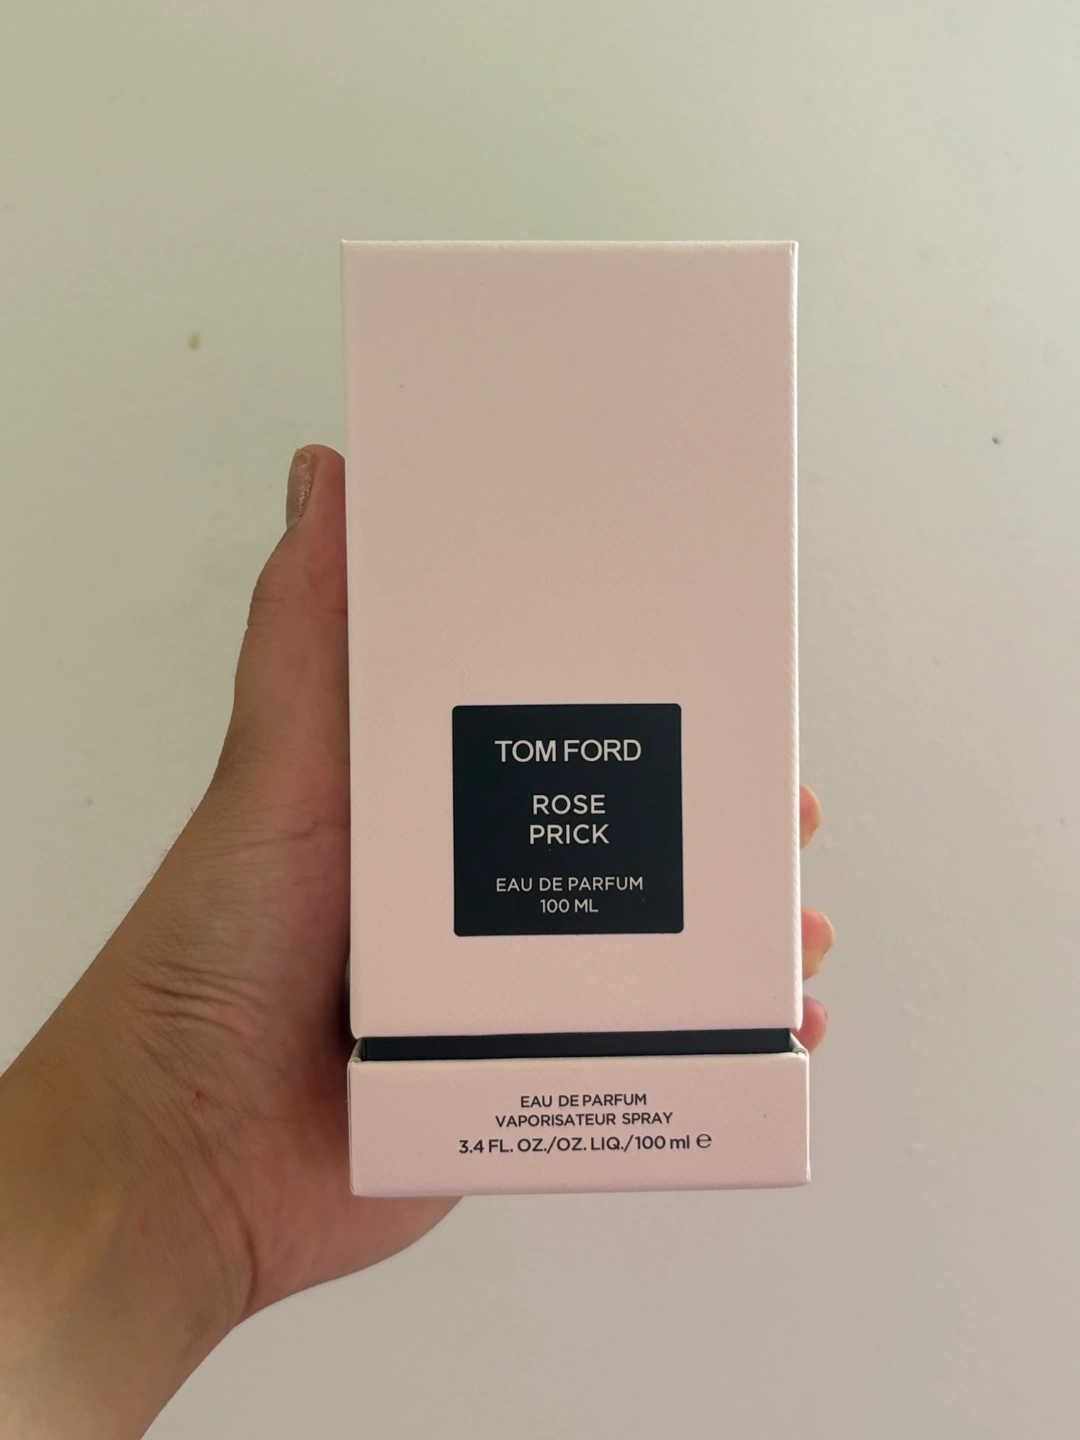 TOM FORD
ROSE
PRICK
EAU DE PARFUM
100 ML
EAU DE PARFUM
VAPORISATEUR SPRAY
3.4 FL. OZ./OZ. LIQ./100 ml ℮